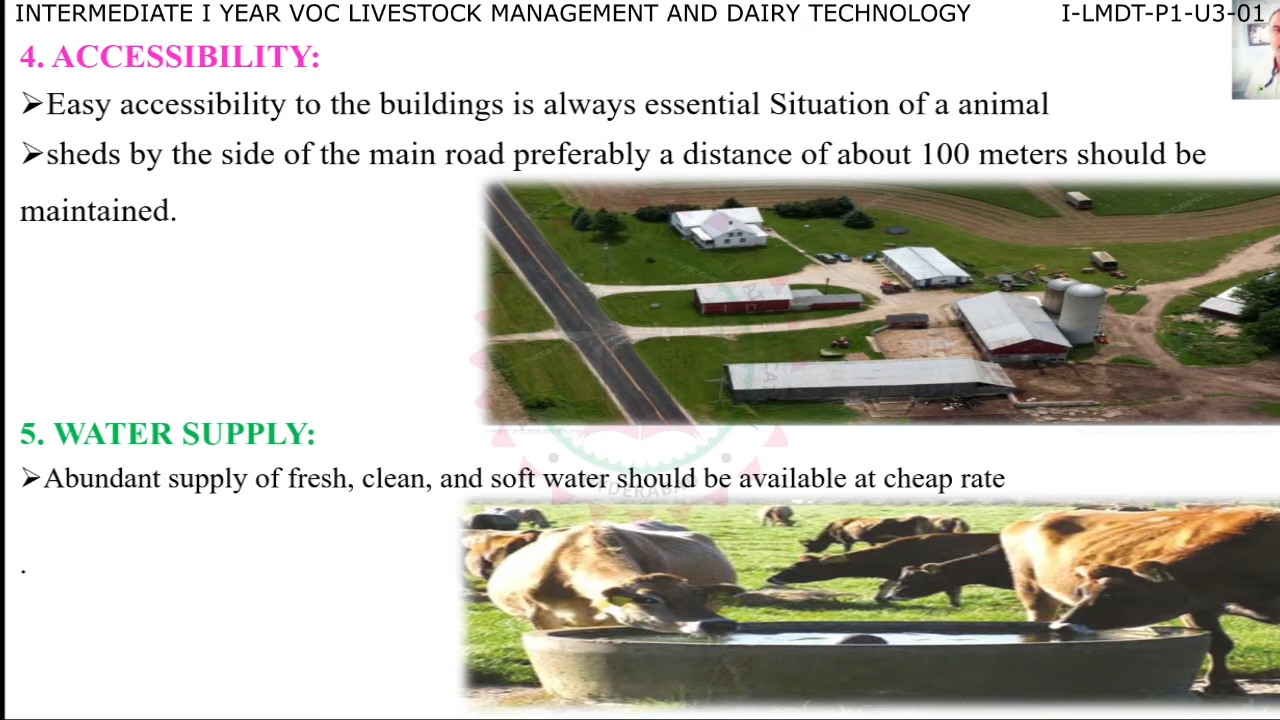 INTERMEDIATE I YEAR VOC LIVESTOCK MANAGEMENT AND DAIRY TECHNOLOGY I-LMDT-P1-U3-01
4. ACCESSIBILITY:
➢Easy accessibility to the buildings is always essential Situation of a animal
➢sheds by the side of the main road preferably a distance of about 100 meters should be
maintained.
5. WATER SUPPLY:
➢Abundant supply of fresh, clean, and soft water should be available at cheap rate
HYDERABAD
.